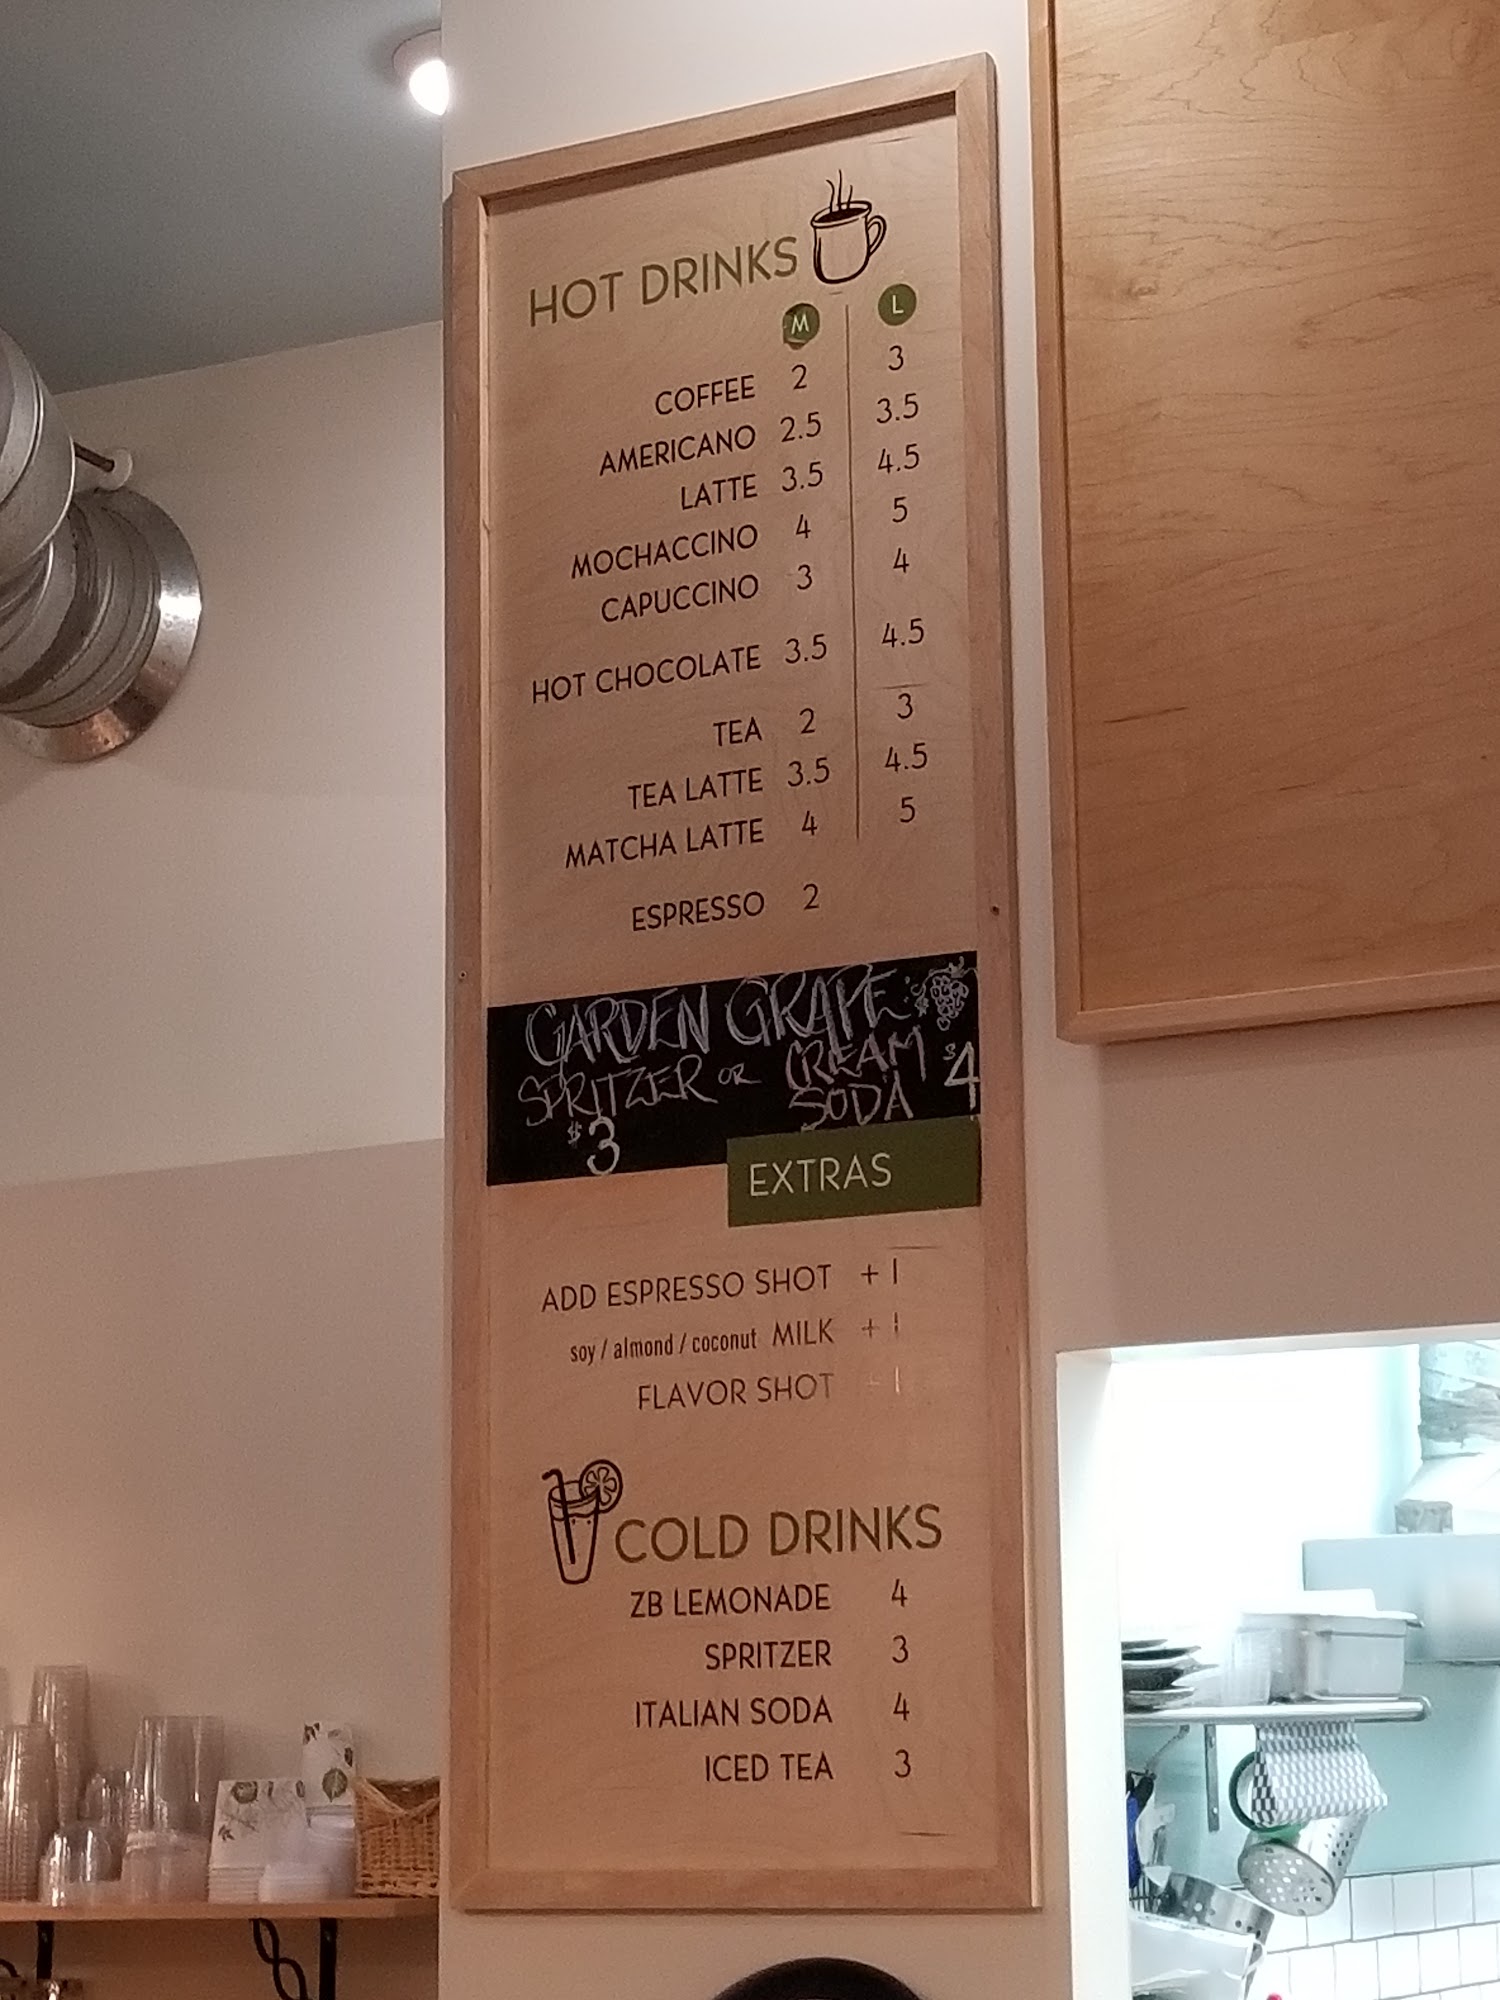 HOT DRINKS
M L
COFFEE 2 3
AMERICANO 2.5 3.5
LATTE 3.5 4.5
MOCHACCINO 4 5
CAPUCCINO 3 4
HOT CHOCOLATE 3.5 4.5
TEA 2 3
TEA LATTE 3.5 4.5
MATCHA LATTE 4 5
ESPRESSO 2
GARDEN GRAPE
SPRITZER OR CREAM
SODA $4
$3
EXTRAS
ADD ESPRESSO SHOT +1
soy / almond / coconut MILK +1
FLAVOR SHOT +1
COLD DRINKS
ZB LEMONADE 4
SPRITZER 3
ITALIAN SODA 4
ICED TEA 3